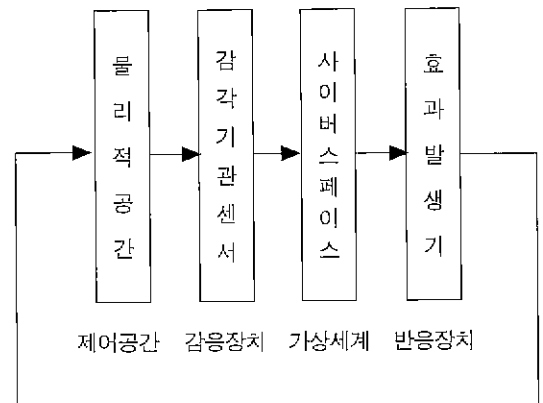 물리적공간
감각기관센서
사이버스페이스
효과발생기
제어공간 감응장치 가상세계 반응장치